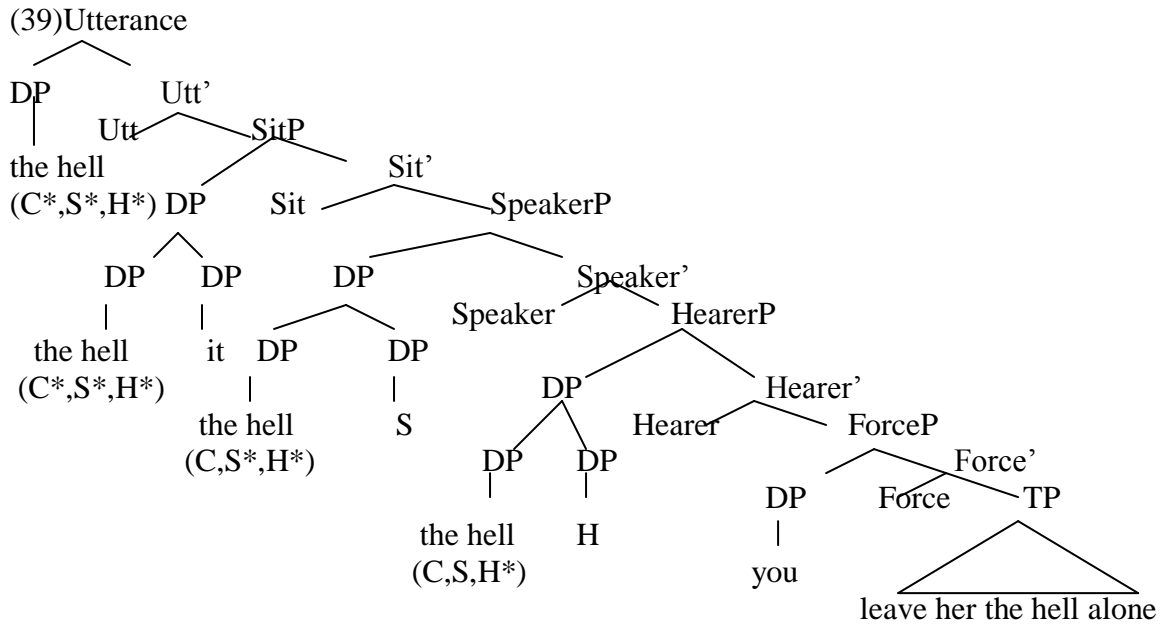 (39)Utterance
DP Utt’
Utt SitP
the hell Sit’
(C*,S*,H*) DP Sit SpeakerP
DP DP DP Speaker’
Speaker HearerP
the hell it DP DP
(C*,S*,H*) DP Hearer’
the hell S Hearer ForceP
(C,S*,H*) DP DP Force’
DP Force TP
the hell H
(C,S,H*) you
leave her the hell alone